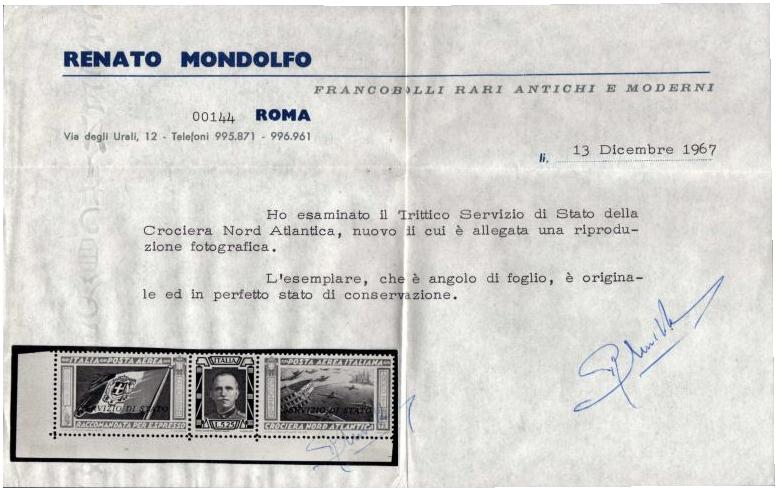 RENATO MONDOLFO
FRANCOBOLLI RARI ANTICHI E MODERNI
00144 ROMA
Via degli Urali, 12 - Telefoni 995.871 - 996.961
li, 13 Dicembre 1967
Ho esaminato il Trittico Servizio di Stato della
Crociera Nord Atlantica, nuovo di cui è allegata una riprodu-
zione fotografica.
L'esemplare, che è angolo di foglio, è origina-
le ed in perfetto stato di conservazione.
ITALIA POSTA AEREA
SERVIZIO DI STATO
RACCOMANDATA PER ESPRESSO
ITALIA
L.5.25
POSTA AEREA ITALIANA
SERVIZIO DI STATO
CROCIERA NORD ATLANTICA